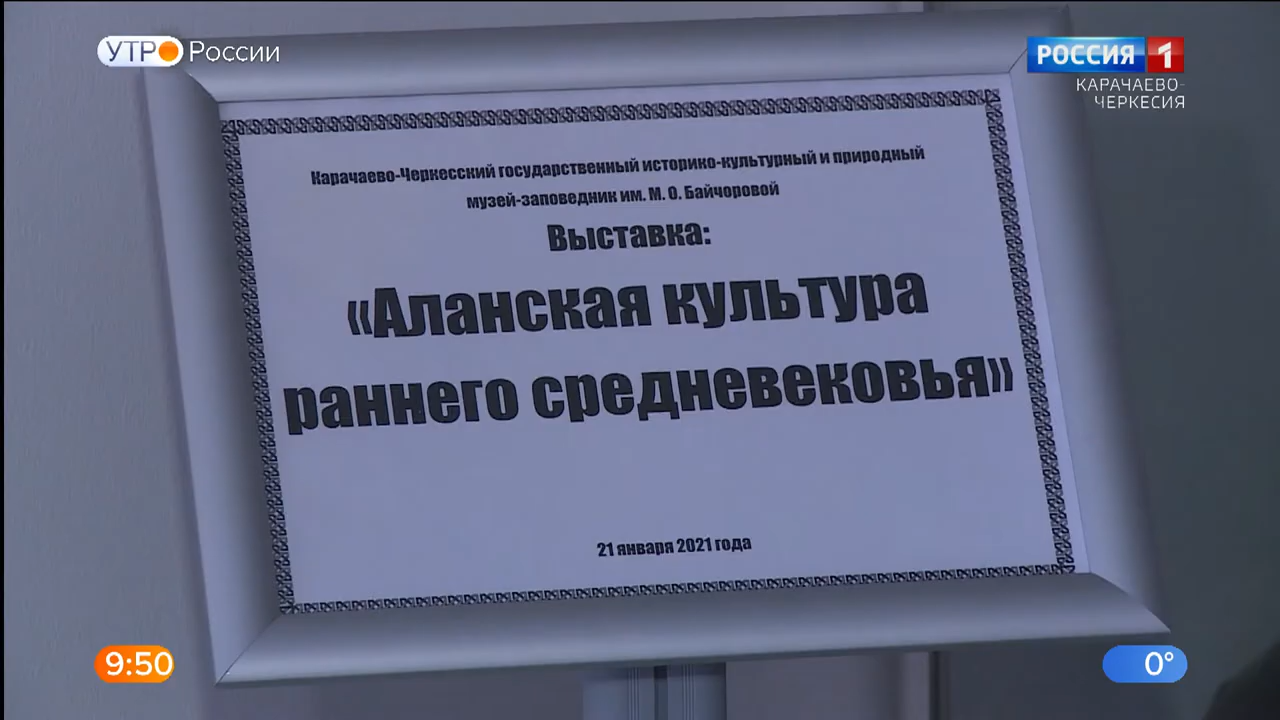 УТРО России
РОССИЯ 1
КАРАЧАЕВО-
ЧЕРКЕСИЯ
Карачаево-Черкесский государственный историко-культурный и природный
музей-заповедник им. М. О. Байчоровой
Выставка:
«Аланская культура
раннего средневековья»
21 января 2021 года
9:50
0°